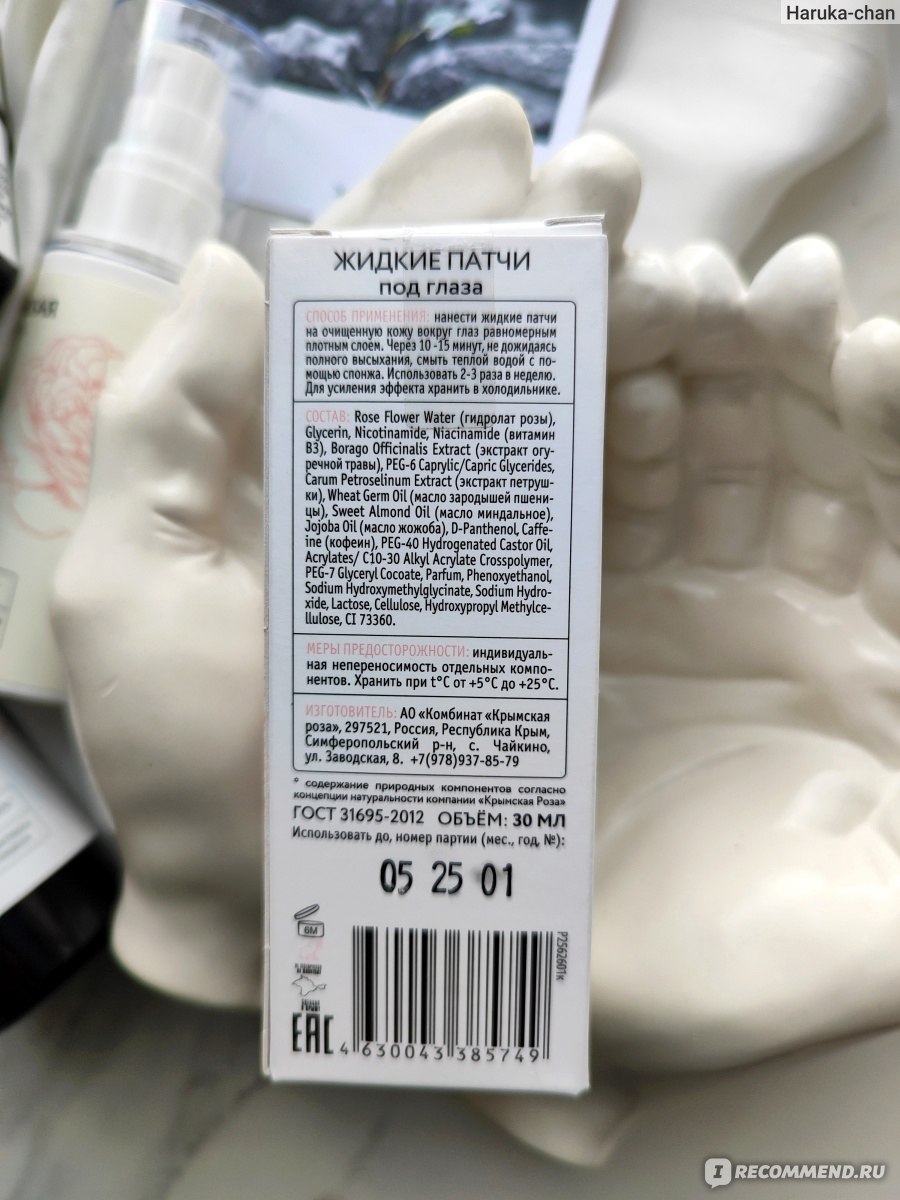 Haruka-chan
ЖИДКИЕ ПАТЧИ
под глаза
СПОСОБ ПРИМЕНЕНИЯ: нанести жидкие патчи
на очищенную кожу вокруг глаз равномерным
плотным слоем. Через 10 -15 минут, не дожидаясь
полного высыхания, смыть теплой водой с по-
мощью спонжа. Использовать 2-3 раза в неделю.
Для усиления эффекта хранить в холодильнике.
СОСТАВ: Rose Flower Water (гидролат розы),
Glycerin, Nicotinamide, Niacinamide (витамин
B3), Borago Officinalis Extract (экстракт огу-
речной травы), PEG-6 Caprylic/Capric Glycerides,
Carum Petroselinum Extract (экстракт петруш-
ки), Wheat Germ Oil (масло зародышей пшени-
цы), Sweet Almond Oil (масло миндальное),
Jojoba Oil (масло жожоба), D-Panthenol, Caffe-
ine (кофеин), PEG-40 Hydrogenated Castor Oil,
Acrylates/ C10-30 Alkyl Acrylate Crosspolymer,
PEG-7 Glyceryl Cocoate, Parfum, Phenoxyethanol,
Sodium Hydroxymethylglycinate, Sodium Hydro-
xide, Lactose, Cellulose, Hydroxypropyl Methylce-
llulose, CI 73360.
МЕРЫ ПРЕДОСТОРОЖНОСТИ: индивидуаль-
ная непереносимость отдельных компо-
нентов. Хранить при t°C от +5°C до +25°C.
ИЗГОТОВИТЕЛЬ: АО «Комбинат «Крымская
роза», 297521, Россия, Республика Крым,
Симферопольский р-н, с. Чайкино,
ул. Заводская, 8. +7(978)937-85-79
* содержание природных компонентов согласно
концепции натуральности компании «Крымская Роза»
ГОСТ 31695-2012 ОБЪЁМ: 30 МЛ
Использовать до, номер партии (мес., год, №):
05 25 01
6M
P2562601к
EAC
4 630043 385749
IRECOMMEND.RU